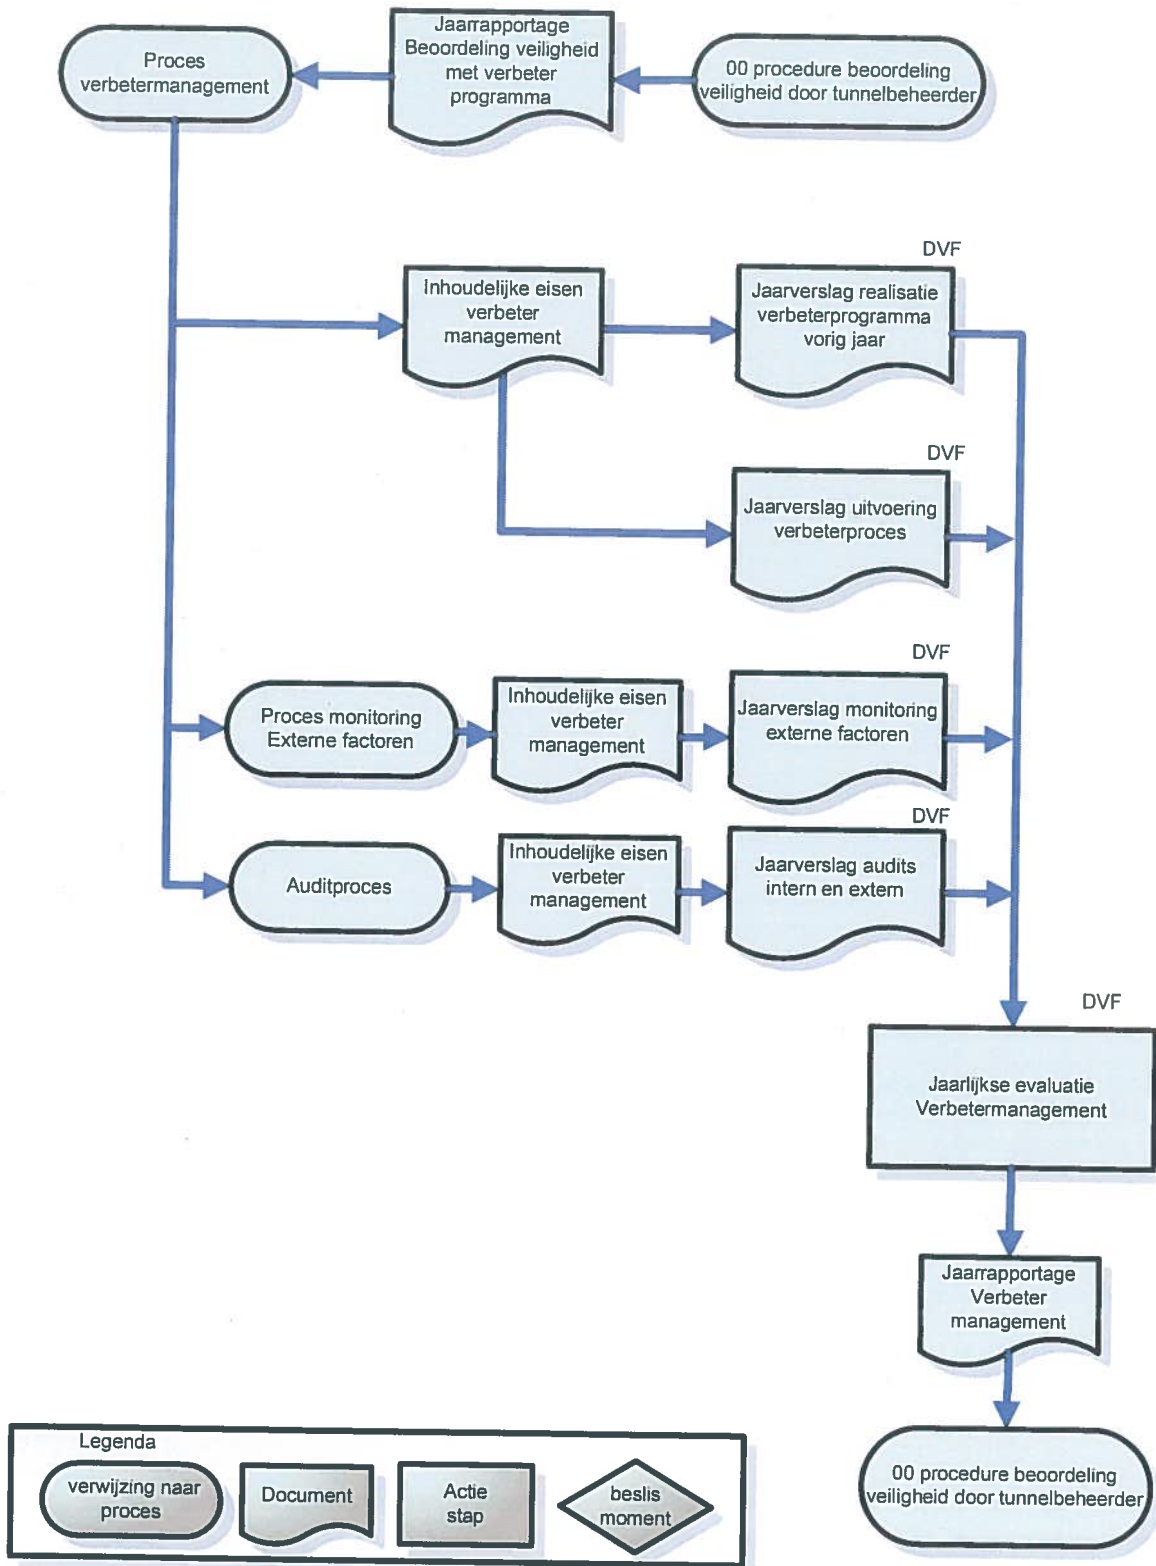 Proces
verbetermanagement
Jaarrapportage
Beoordeling veiligheid
met verbeter
programma
00 procedure beoordeling
veiligheid door tunnelbeheerder
Inhoudelijke eisen
verbeter
management
DVF
Jaarverslag realisatie
verbeterprogramma
vorig jaar
DVF
Jaarverslag uitvoering
verbeterproces
Proces monitoring
Externe factoren
Inhoudelijke eisen
verbeter
management
DVF
Jaarverslag monitoring
externe factoren
Auditproces
Inhoudelijke eisen
verbeter
management
DVF
Jaarverslag audits
intern en extern
DVF
Jaarlijkse evaluatie
Verbetermanagement
Jaarrapportage
Verbeter
management
00 procedure beoordeling
veiligheid door tunnelbeheerder
Legenda
verwijzing naar
proces
Document
Actie
stap
beslis
moment